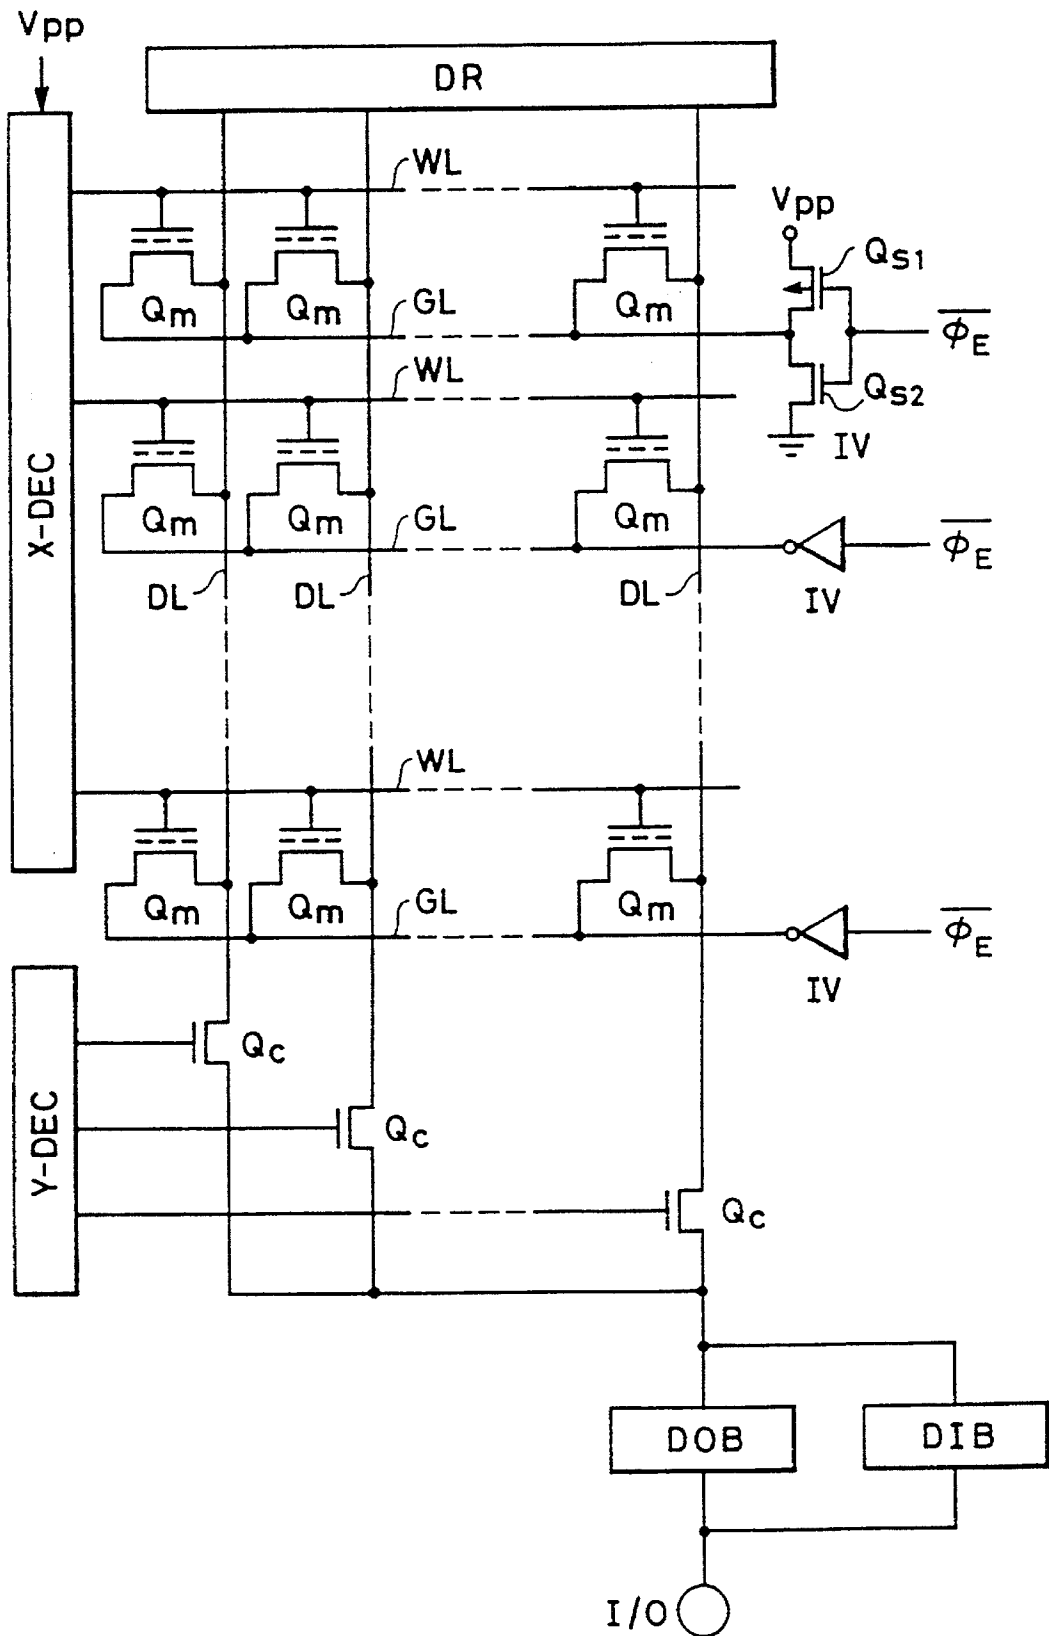 Vpp
DR
WL
Vpp
QS1
Qm Qm GL Qm
φE
WL
QS2
IV
X-DEC
Qm Qm GL Qm
φE
DL DL DL IV
WL
Qm Qm GL Qm
φE
IV
Qc
Y-DEC
Qc
Qc
DOB DIB
I/O